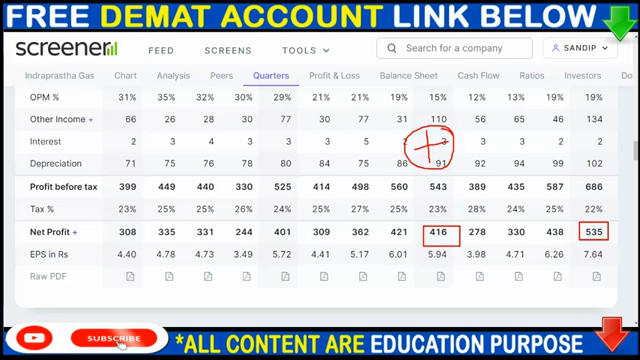 FREE DEMAT ACCOUNT LINK BELOW
screener
FEED SCREENS TOOLS Search for a company SANDIP
Indraprastha Gas Chart Analysis Peers Quarters Profit & Loss Balance Sheet Cash Flow Ratios Investors Do
OPM % 31% 35% 32% 30% 29% 21% 21% 19% 15% 12% 13% 19% 19%
Other Income + 66 26 28 30 77 30 77 31 110 56 65 46 134
Interest 2 3 4 3 3 3 5 2 3 3 3 2 2
Depreciation 71 75 76 78 80 84 75 86 91 92 94 99 102
Profit before tax 399 449 440 330 525 414 498 560 543 389 435 587 686
Tax % 23% 25% 25% 26% 24% 25% 27% 25% 23% 28% 24% 25% 22%
Net Profit + 308 335 331 244 401 309 362 421 416 278 330 438 535
EPS in Rs 4.40 4.78 4.73 3.49 5.72 4.41 5.17 6.01 5.94 3.98 4.71 6.26 7.64
Raw PDF
SUBSCRIBE
*ALL CONTENT ARE EDUCATION PURPOSE